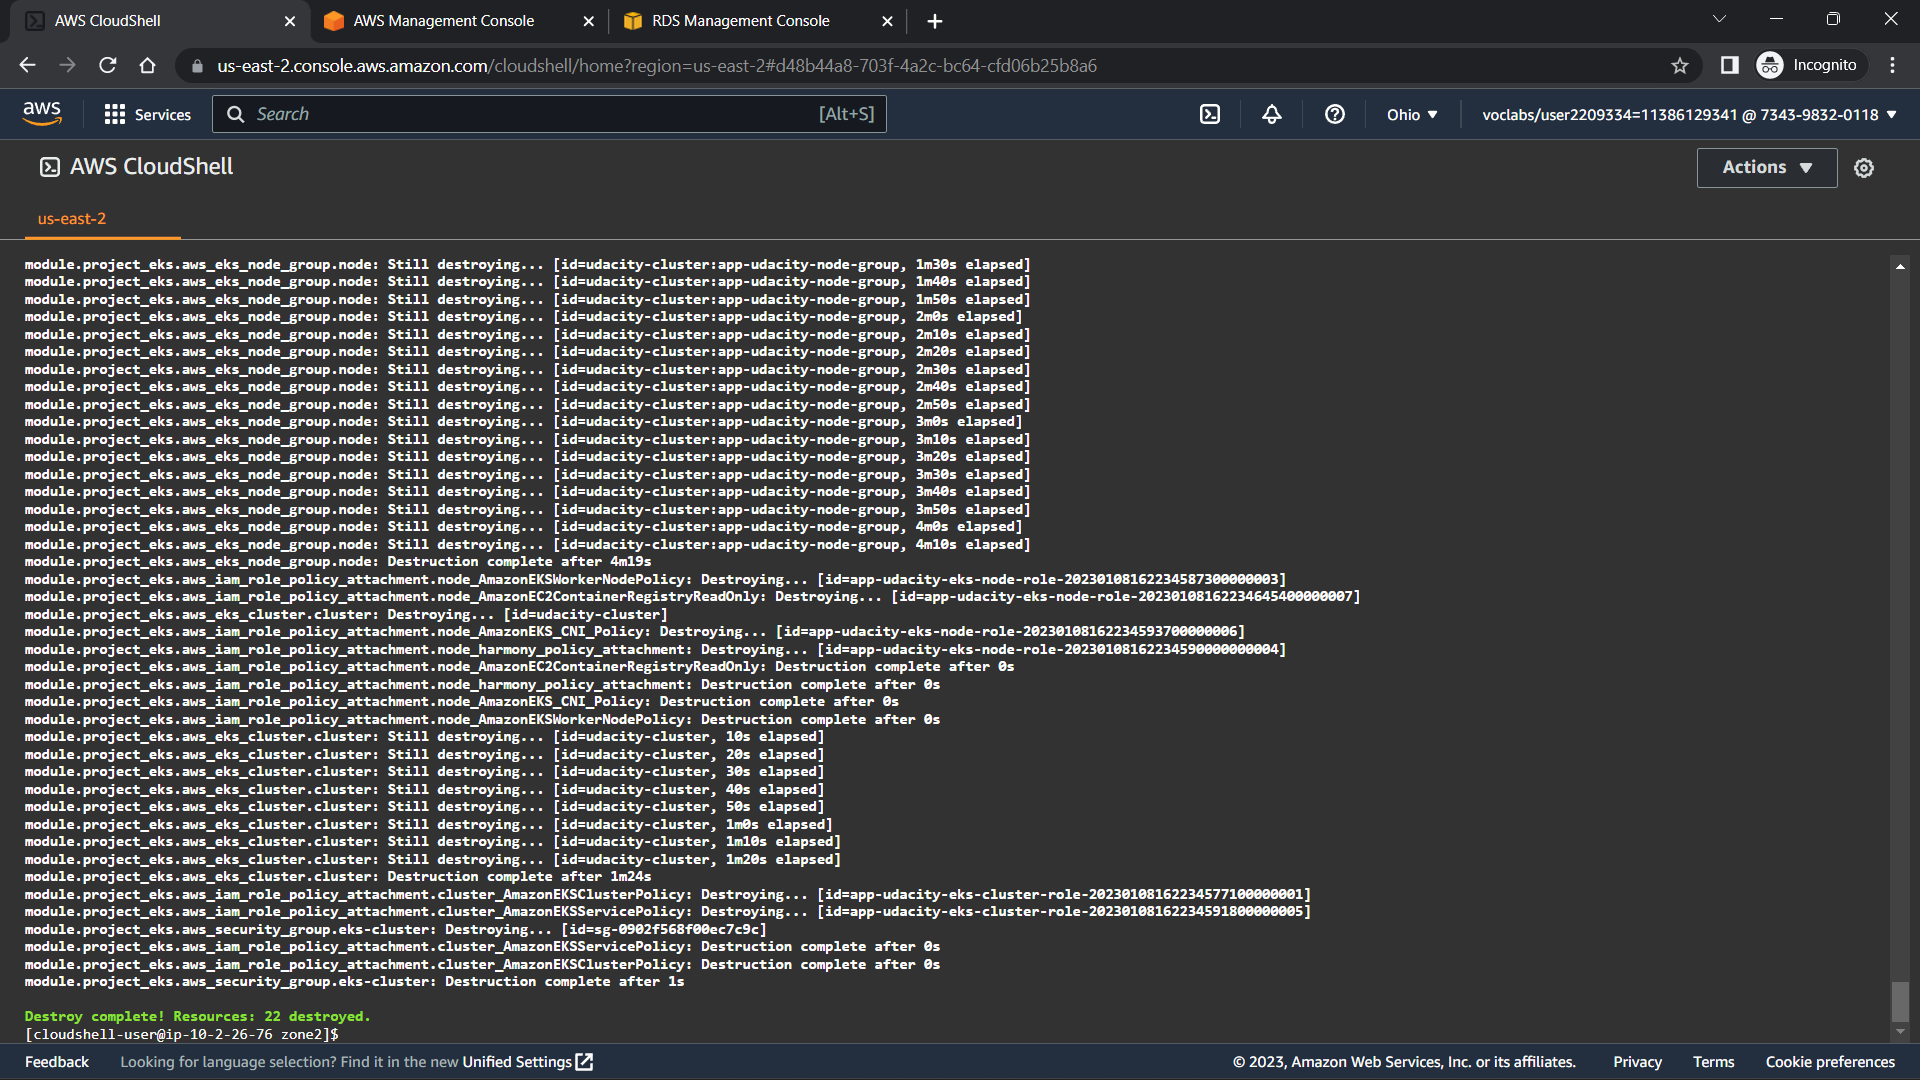 AWS CloudShell
AWS Management Console
RDS Management Console
us-east-2.console.aws.amazon.com/cloudshell/home?region=us-east-2#d48b44a8-703f-4a2c-bc64-cfd06b25b8a6
Incognito
aws
Services
Search
[Alt+S]
Ohio
voclabs/user2209334=11386129341 @ 7343-9832-0118
AWS CloudShell
Actions
us-east-2
module.project_eks.aws_eks_node_group.node: Still destroying... [id=udacity-cluster:app-udacity-node-group, 1m30s elapsed]
module.project_eks.aws_eks_node_group.node: Still destroying... [id=udacity-cluster:app-udacity-node-group, 1m40s elapsed]
module.project_eks.aws_eks_node_group.node: Still destroying... [id=udacity-cluster:app-udacity-node-group, 1m50s elapsed]
module.project_eks.aws_eks_node_group.node: Still destroying... [id=udacity-cluster:app-udacity-node-group, 2m0s elapsed]
module.project_eks.aws_eks_node_group.node: Still destroying... [id=udacity-cluster:app-udacity-node-group, 2m10s elapsed]
module.project_eks.aws_eks_node_group.node: Still destroying... [id=udacity-cluster:app-udacity-node-group, 2m20s elapsed]
module.project_eks.aws_eks_node_group.node: Still destroying... [id=udacity-cluster:app-udacity-node-group, 2m30s elapsed]
module.project_eks.aws_eks_node_group.node: Still destroying... [id=udacity-cluster:app-udacity-node-group, 2m40s elapsed]
module.project_eks.aws_eks_node_group.node: Still destroying... [id=udacity-cluster:app-udacity-node-group, 2m50s elapsed]
module.project_eks.aws_eks_node_group.node: Still destroying... [id=udacity-cluster:app-udacity-node-group, 3m0s elapsed]
module.project_eks.aws_eks_node_group.node: Still destroying... [id=udacity-cluster:app-udacity-node-group, 3m10s elapsed]
module.project_eks.aws_eks_node_group.node: Still destroying... [id=udacity-cluster:app-udacity-node-group, 3m20s elapsed]
module.project_eks.aws_eks_node_group.node: Still destroying... [id=udacity-cluster:app-udacity-node-group, 3m30s elapsed]
module.project_eks.aws_eks_node_group.node: Still destroying... [id=udacity-cluster:app-udacity-node-group, 3m40s elapsed]
module.project_eks.aws_eks_node_group.node: Still destroying... [id=udacity-cluster:app-udacity-node-group, 3m50s elapsed]
module.project_eks.aws_eks_node_group.node: Still destroying... [id=udacity-cluster:app-udacity-node-group, 4m0s elapsed]
module.project_eks.aws_eks_node_group.node: Still destroying... [id=udacity-cluster:app-udacity-node-group, 4m10s elapsed]
module.project_eks.aws_eks_node_group.node: Destruction complete after 4m19s
module.project_eks.aws_iam_role_policy_attachment.node_AmazonEKSWorkerNodePolicy: Destroying... [id=app-udacity-eks-node-role-20230108162234587300000003]
module.project_eks.aws_iam_role_policy_attachment.node_AmazonEC2ContainerRegistryReadOnly: Destroying... [id=app-udacity-eks-node-role-20230108162234645400000007]
module.project_eks.aws_eks_cluster.cluster: Destroying... [id=udacity-cluster]
module.project_eks.aws_iam_role_policy_attachment.node_AmazonEKS_CNI_Policy: Destroying... [id=app-udacity-eks-node-role-20230108162234593700000006]
module.project_eks.aws_iam_role_policy_attachment.node_harmony_policy_attachment: Destroying... [id=app-udacity-eks-node-role-20230108162234590000000004]
module.project_eks.aws_iam_role_policy_attachment.node_AmazonEC2ContainerRegistryReadOnly: Destruction complete after 0s
module.project_eks.aws_iam_role_policy_attachment.node_harmony_policy_attachment: Destruction complete after 0s
module.project_eks.aws_iam_role_policy_attachment.node_AmazonEKS_CNI_Policy: Destruction complete after 0s
module.project_eks.aws_iam_role_policy_attachment.node_AmazonEKSWorkerNodePolicy: Destruction complete after 0s
module.project_eks.aws_eks_cluster.cluster: Still destroying... [id=udacity-cluster, 10s elapsed]
module.project_eks.aws_eks_cluster.cluster: Still destroying... [id=udacity-cluster, 20s elapsed]
module.project_eks.aws_eks_cluster.cluster: Still destroying... [id=udacity-cluster, 30s elapsed]
module.project_eks.aws_eks_cluster.cluster: Still destroying... [id=udacity-cluster, 40s elapsed]
module.project_eks.aws_eks_cluster.cluster: Still destroying... [id=udacity-cluster, 50s elapsed]
module.project_eks.aws_eks_cluster.cluster: Still destroying... [id=udacity-cluster, 1m0s elapsed]
module.project_eks.aws_eks_cluster.cluster: Still destroying... [id=udacity-cluster, 1m10s elapsed]
module.project_eks.aws_eks_cluster.cluster: Still destroying... [id=udacity-cluster, 1m20s elapsed]
module.project_eks.aws_eks_cluster.cluster: Destruction complete after 1m24s
module.project_eks.aws_iam_role_policy_attachment.cluster_AmazonEKSClusterPolicy: Destroying... [id=app-udacity-eks-cluster-role-20230108162234577100000001]
module.project_eks.aws_iam_role_policy_attachment.cluster_AmazonEKSServicePolicy: Destroying... [id=app-udacity-eks-cluster-role-20230108162234591800000005]
module.project_eks.aws_security_group.eks-cluster: Destroying... [id=sg-0902f568f00ec7c9c]
module.project_eks.aws_iam_role_policy_attachment.cluster_AmazonEKSServicePolicy: Destruction complete after 0s
module.project_eks.aws_iam_role_policy_attachment.cluster_AmazonEKSClusterPolicy: Destruction complete after 0s
module.project_eks.aws_security_group.eks-cluster: Destruction complete after 1s
Destroy complete! Resources: 22 destroyed.
[cloudshell-user@ip-10-2-26-76 zone2]$
Feedback
Looking for language selection? Find it in the new Unified Settings
© 2023, Amazon Web Services, Inc. or its affiliates.
Privacy
Terms
Cookie preferences